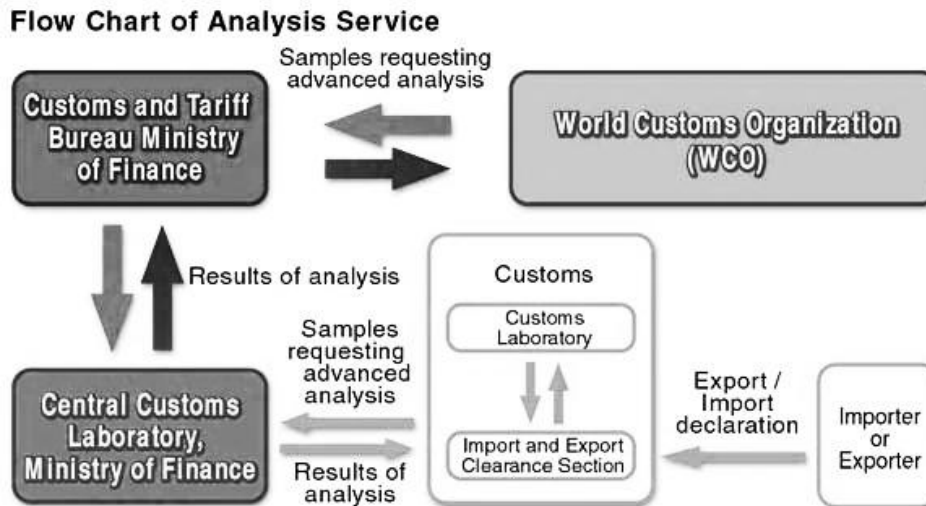 Flow Chart of Analysis Service
Samples requesting
advanced analysis
Customs and Tariff
Bureau Ministry
of Finance
World Customs Organization
(WCO)
Results of analysis
Customs
Customs
Laboratory
Samples
requesting
advanced
analysis
Export /
Import
declaration
Central Customs
Laboratory,
Ministry of Finance
Import and Export
Clearance Section
Importer
or
Exporter
Results of
analysis